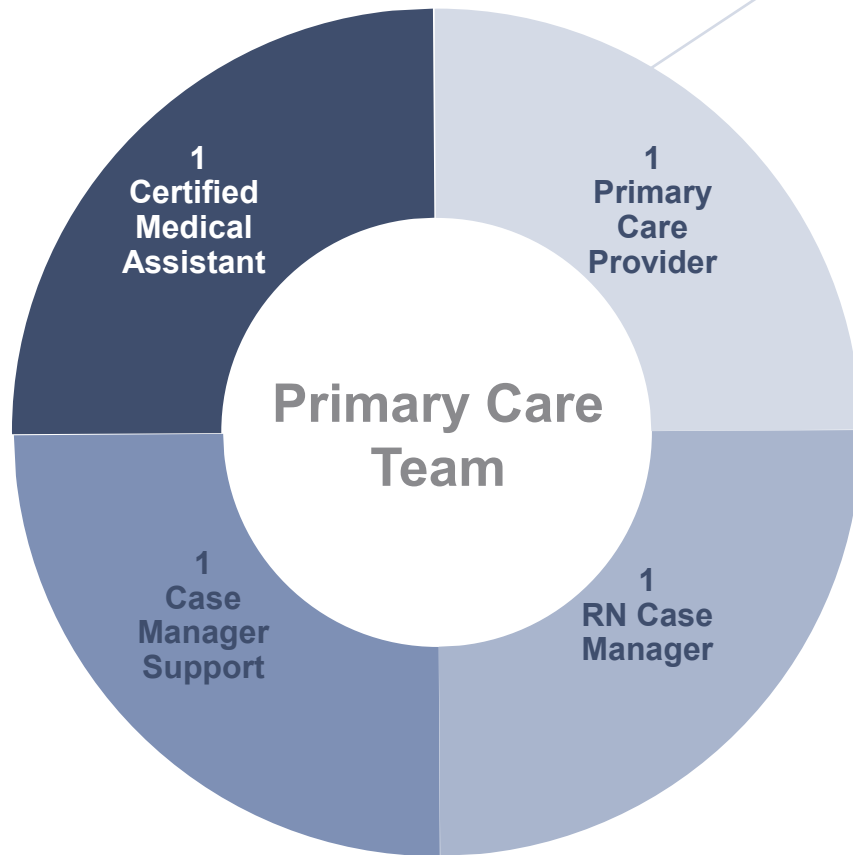 1
Certified
Medical
Assistant
1
Primary
Care
Provider
Primary Care
Team
1
Case
Manager
Support
1
RN Case
Manager